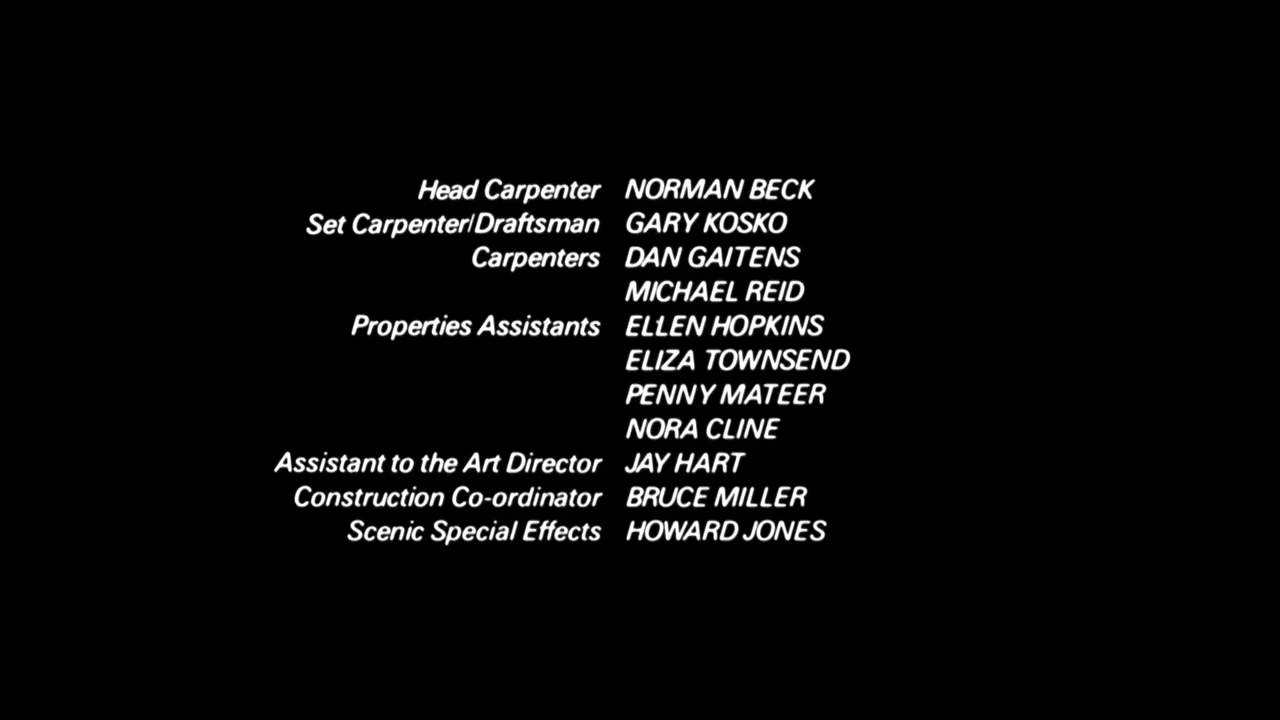 Head Carpenter NORMAN BECK
Set Carpenter/Draftsman GARY KOSKO
Carpenters DAN GAITENS
MICHAEL REID
Properties Assistants ELLEN HOPKINS
ELIZA TOWNSEND
PENNY MATEER
NORA CLINE
Assistant to the Art Director JAY HART
Construction Co-ordinator BRUCE MILLER
Scenic Special Effects HOWARD JONES